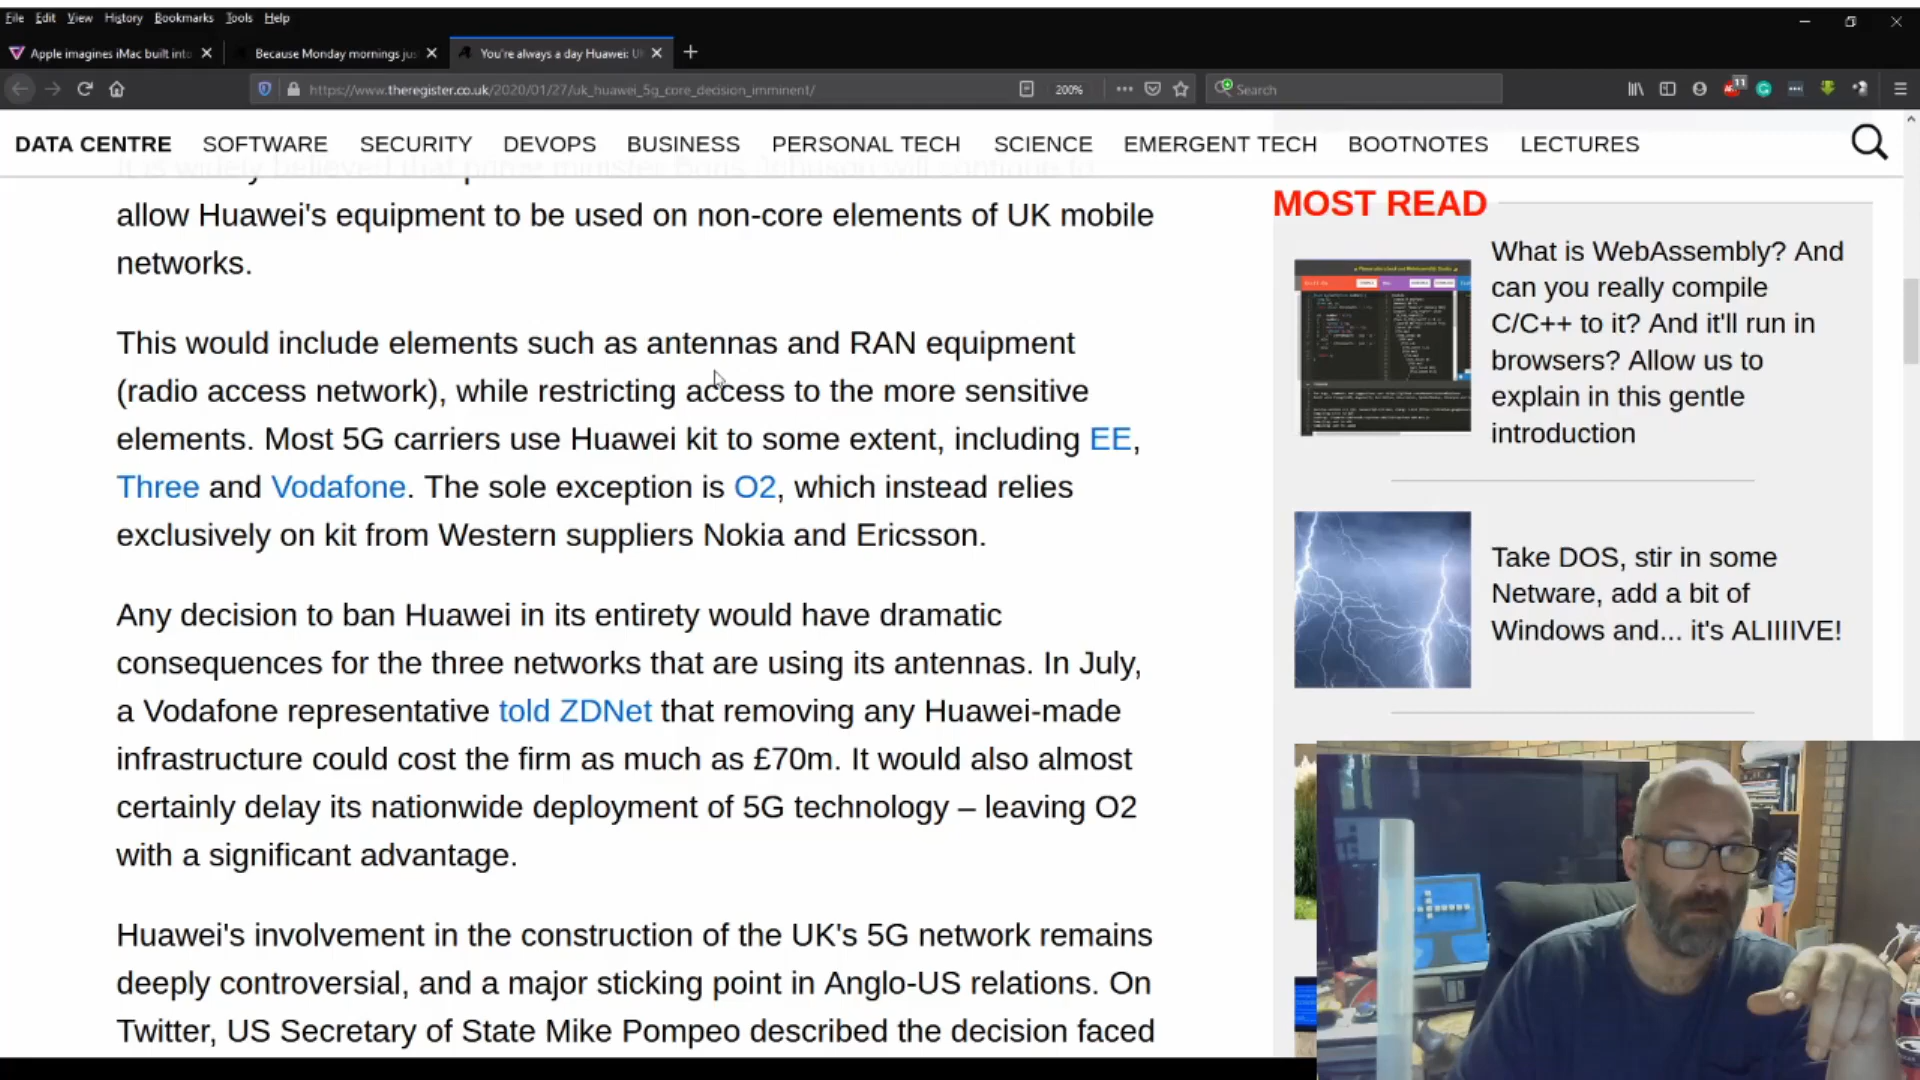 File Edit View History Bookmarks Tools Help
Apple imagines iMac built into
Because Monday mornings jus
You're always a day Huawei: U
https://www.theregister.co.uk/2020/01/27/uk_huawei_5g_core_decision_imminent/
200%
Search
11
DATA CENTRE SOFTWARE SECURITY DEVOPS BUSINESS PERSONAL TECH SCIENCE EMERGENT TECH BOOTNOTES LECTURES
It is widely believed that prime minister Boris Johnson will continue to
allow Huawei's equipment to be used on non-core elements of UK mobile
networks.
This would include elements such as antennas and RAN equipment
(radio access network), while restricting access to the more sensitive
elements. Most 5G carriers use Huawei kit to some extent, including EE,
Three and Vodafone. The sole exception is O2, which instead relies
exclusively on kit from Western suppliers Nokia and Ericsson.
Any decision to ban Huawei in its entirety would have dramatic
consequences for the three networks that are using its antennas. In July,
a Vodafone representative told ZDNet that removing any Huawei-made
infrastructure could cost the firm as much as £70m. It would also almost
certainly delay its nationwide deployment of 5G technology – leaving O2
with a significant advantage.
Huawei's involvement in the construction of the UK's 5G network remains
deeply controversial, and a major sticking point in Anglo-US relations. On
Twitter, US Secretary of State Mike Pompeo described the decision faced
MOST READ
What is WebAssembly? And
can you really compile
C/C++ to it? And it'll run in
browsers? Allow us to
explain in this gentle
introduction
Take DOS, stir in some
Netware, add a bit of
Windows and... it's ALIIIIVE!